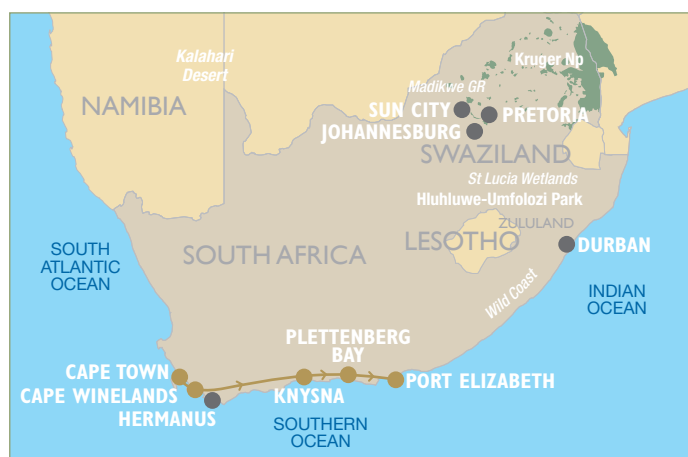 Kalahari
Desert
Kruger Np
NAMIBIA
Madikwe GR
SUN CITY
PRETORIA
JOHANNESBURG
SWAZILAND
St Lucia Wetlands
Hluhluwe-Umfolozi Park
ZULULAND
SOUTH
ATLANTIC
OCEAN
SOUTH AFRICA
LESOTHO
DURBAN
INDIAN
OCEAN
Wild Coast
PLETTENBERG
BAY
CAPE TOWN
CAPE WINELANDS
HERMANUS
KNYSNA
PORT ELIZABETH
SOUTHERN
OCEAN